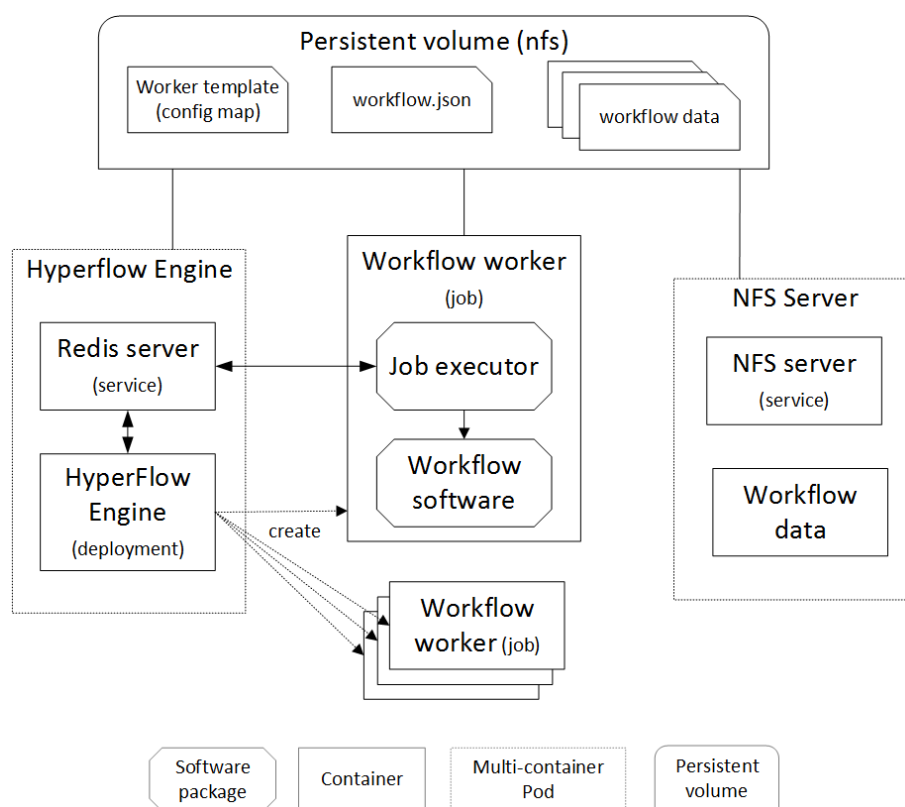 Persistent volume (nfs)
Worker template
(config map)
workflow.json
workflow data
Hyperflow Engine
Redis server
(service)
HyperFlow
Engine
(deployment)
Workflow worker
(job)
Job executor
Workflow
software
create
Workflow
worker (job)
NFS Server
NFS server
(service)
Workflow
data
Software
package
Container
Multi-container
Pod
Persistent
volume